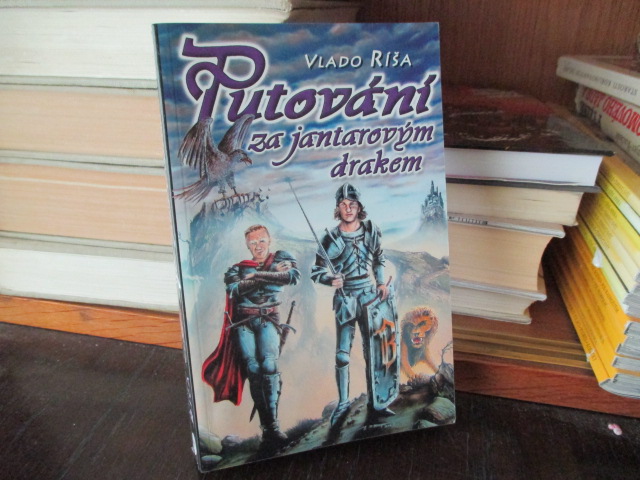 Vlado Ríša
Putování
za jantarovým
drakem